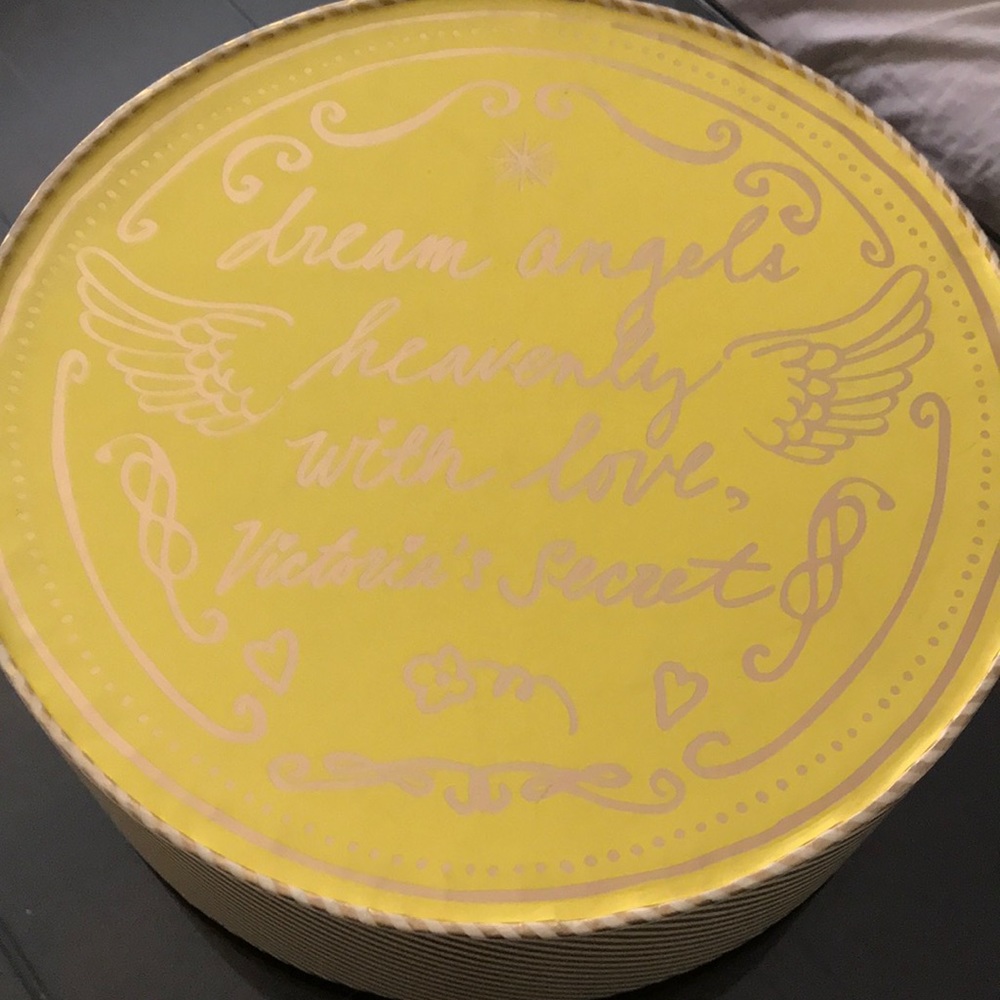 dream angels
heavenly
with love,
Victoria's Secret